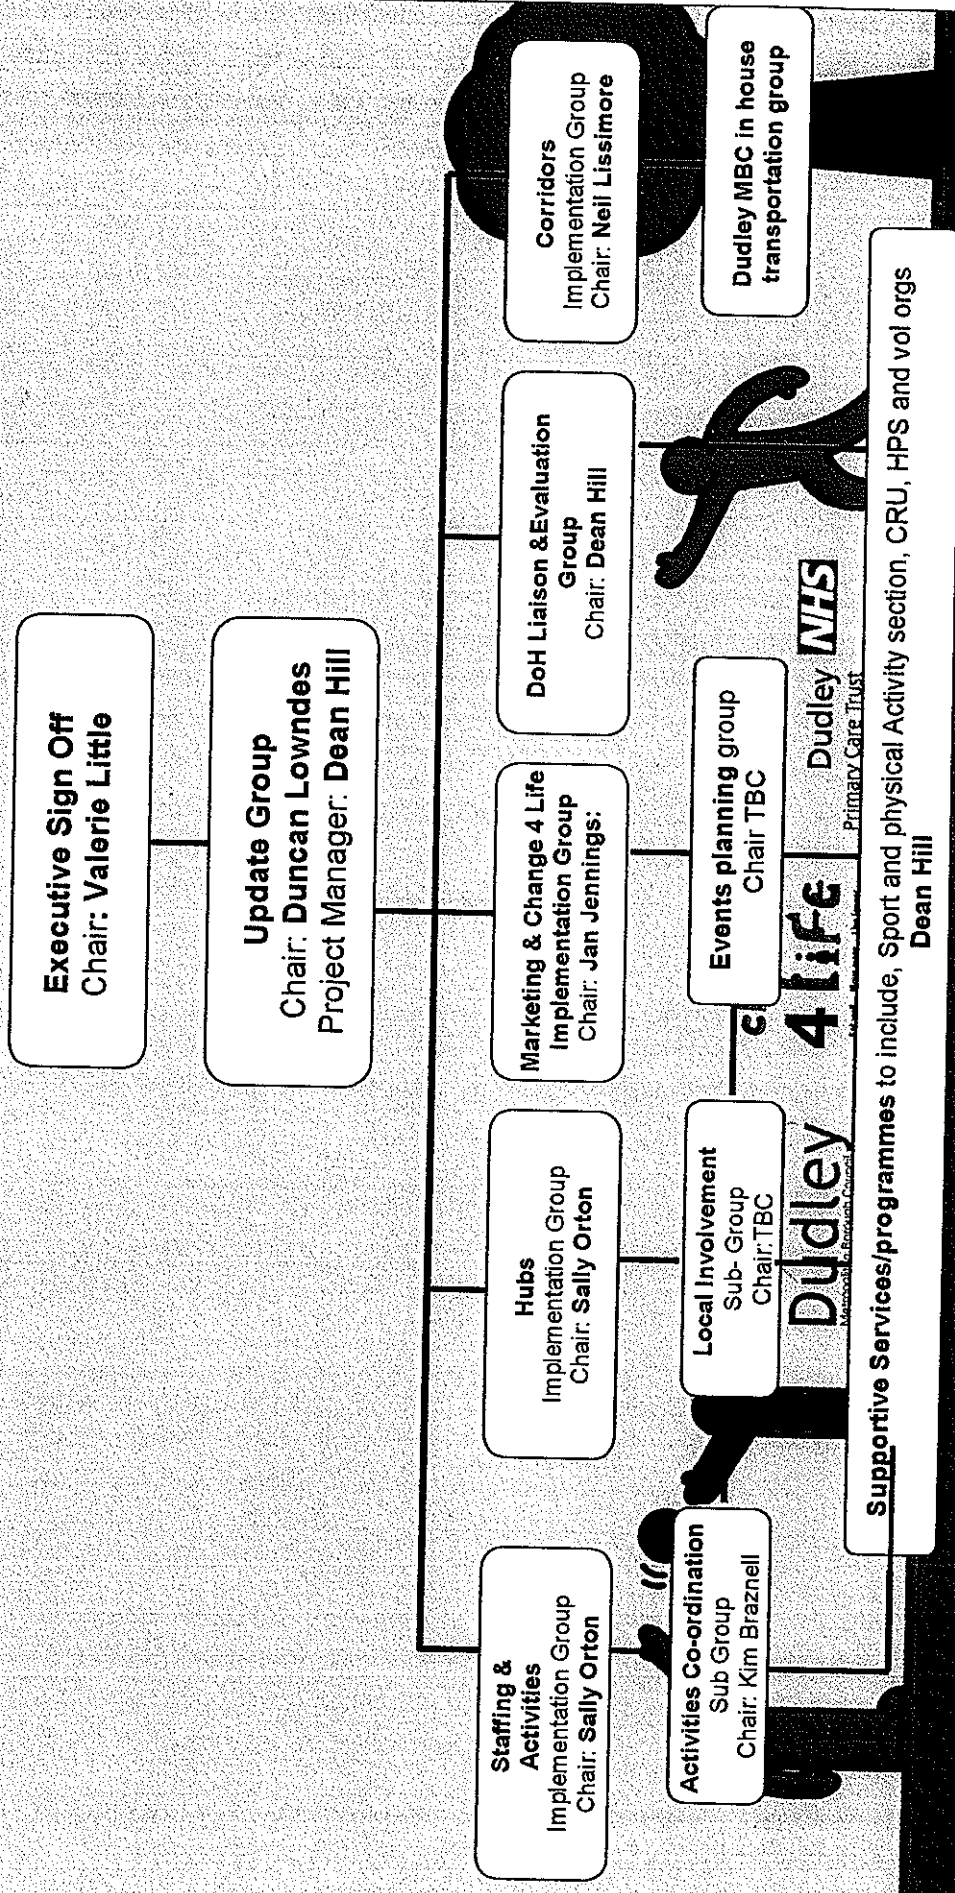 Executive Sign Off
Chair: Valerie Little
Update Group
Chair: Duncan Lowndes
Project Manager: Dean Hill
Staffing &
Activities
Implementation Group
Chair: Sally Orton
Hubs
Implementation Group
Chair: Sally Orton
Marketing & Change 4 Life
Implementation Group
Chair: Jan Jennings:
DoH Liaison &Evaluation
Group
Chair: Dean Hill
Corridors
Implementation Group
Chair: Neil Lissimore
Activities Co-ordination
Sub Group
Chair: Kim Braznell
Local Involvement
Sub- Group
Chair:TBC
Events planning group
Chair TBC
Dudley MBC in house
transportation group
Dudley
Metropolitan Borough Council
4 life
Dudley NHS
Primary Care Trust
Supportive Services/programmes to include, Sport and physical Activity section, CRU, HPS and vol orgs
Dean Hill